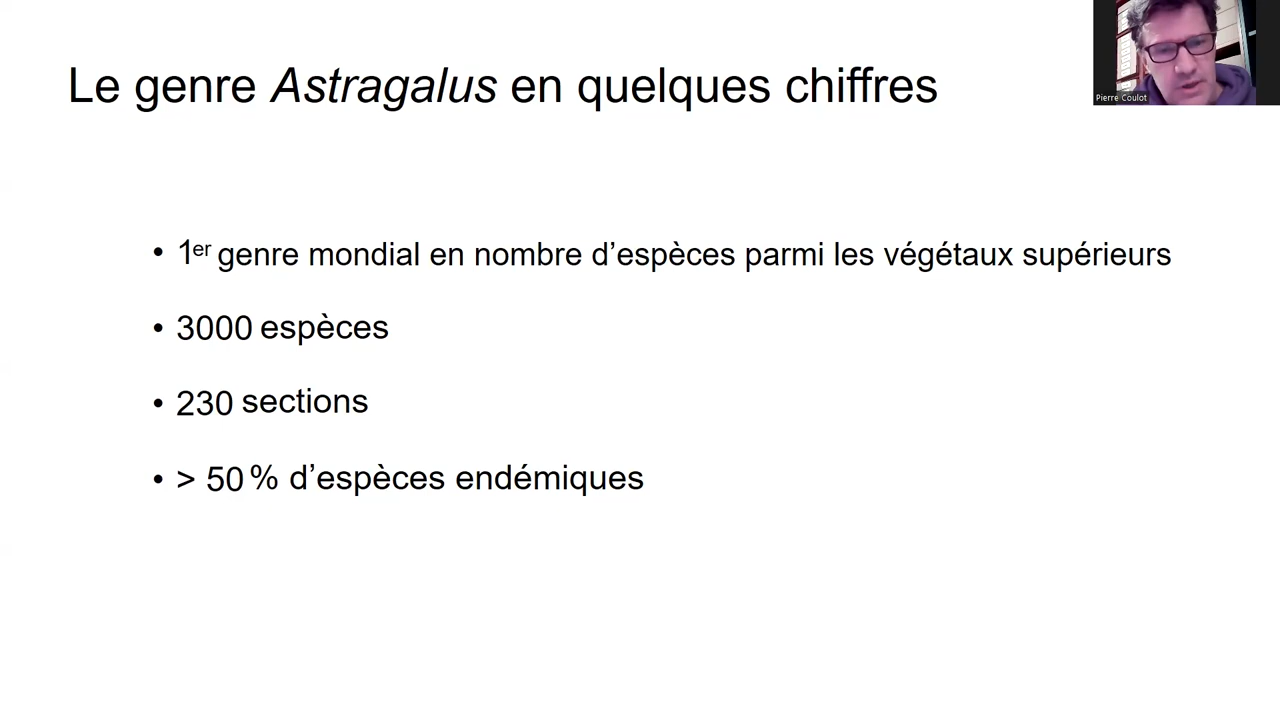 Le genre Astragalus en quelques chiffres
Pierre Coulot
• 1er genre mondial en nombre d’espèces parmi les végétaux supérieurs
• 3000 espèces
• 230 sections
• > 50 % d’espèces endémiques